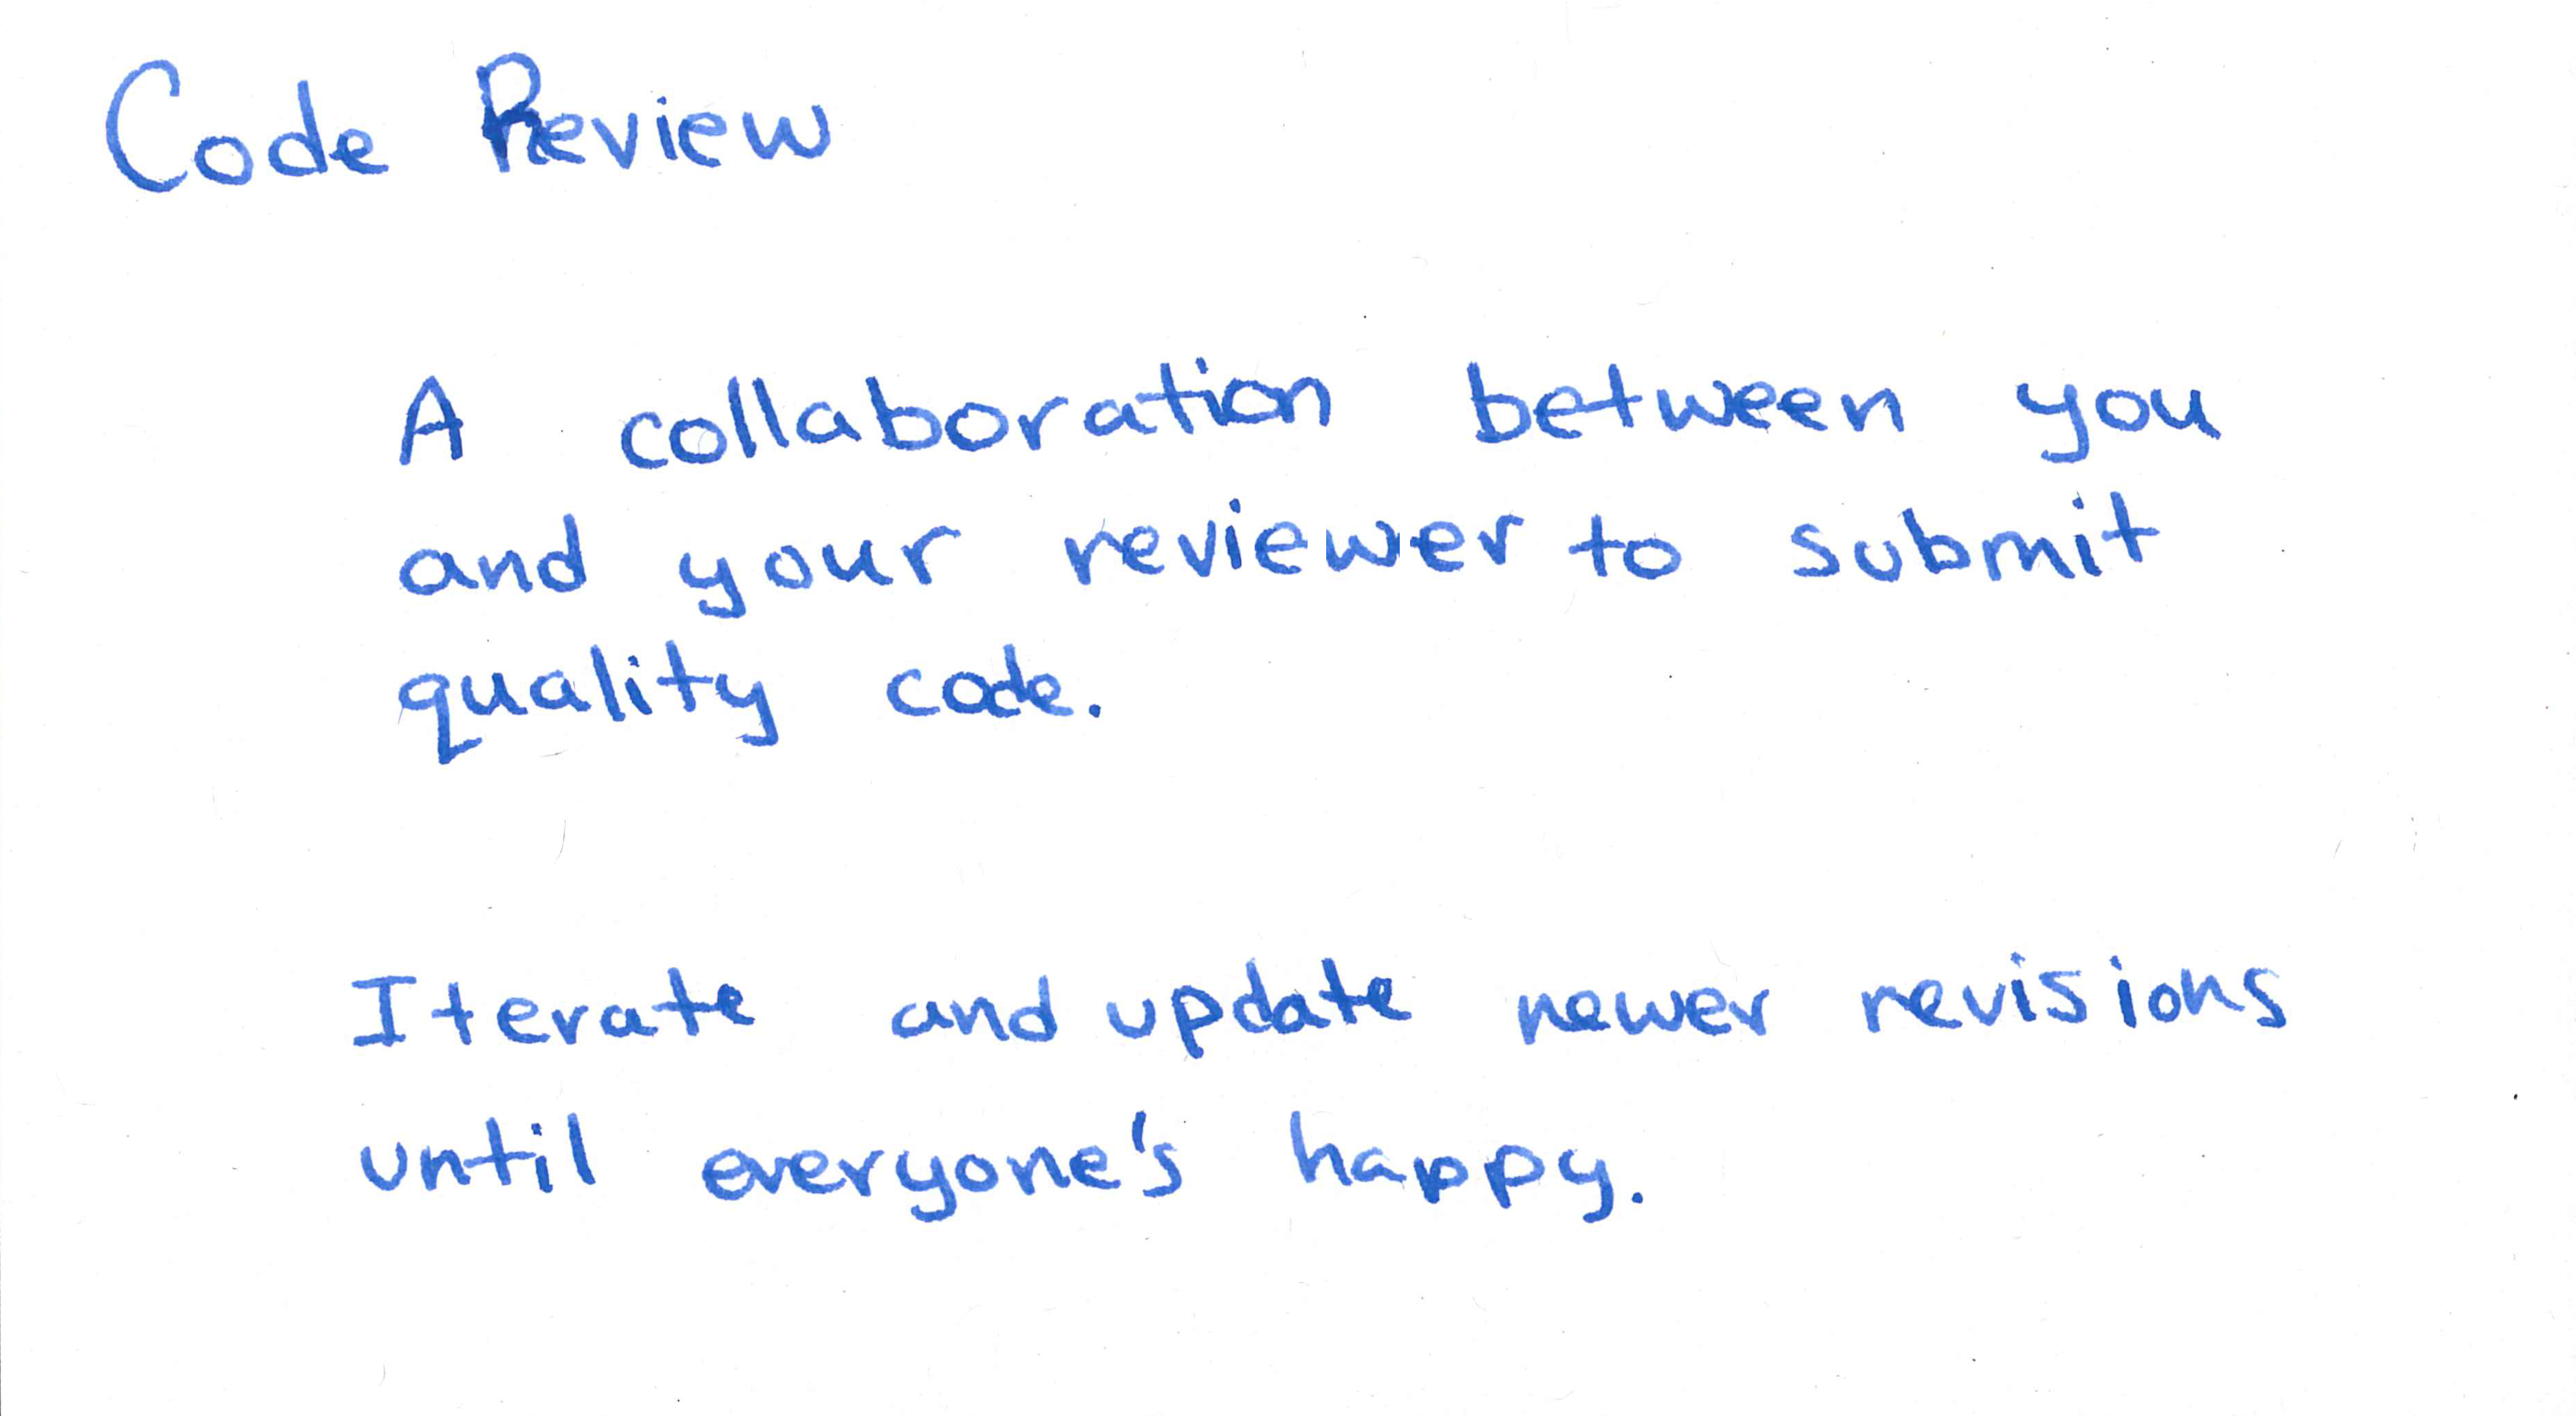 Code Review
A collaboration between you
and your reviewer to submit
quality code.
Iterate and update newer revisions
until everyone's happy.